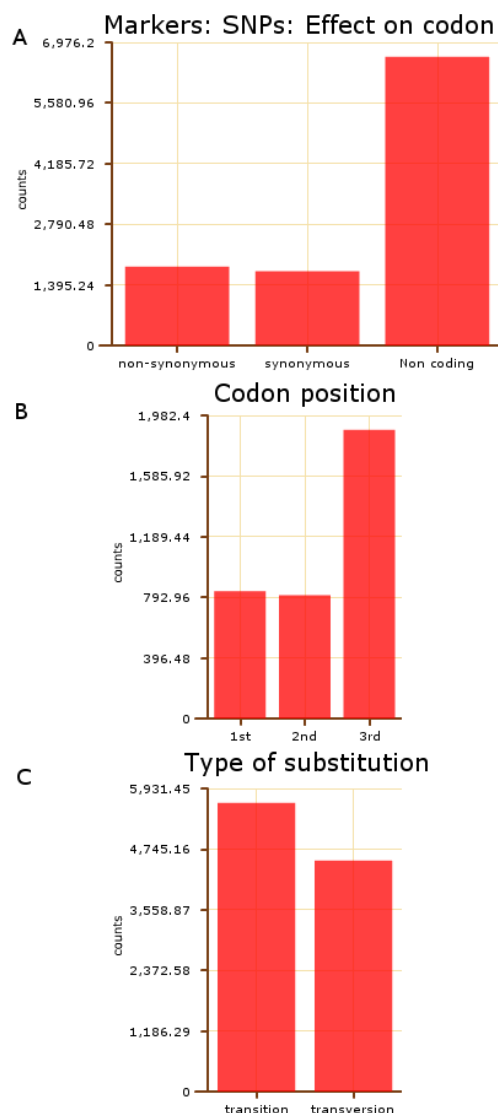 A
Markers: SNPs: Effect on codon
6,976.2
5,580.96
4,185.72
counts
2,790.48
1,395.24
0
non-synonymous synonymous Non coding
B
Codon position
1,982.4
1,585.92
1,189.44
counts
792.96
396.48
0
1st 2nd 3rd
C
Type of substitution
5,931.45
4,745.16
3,558.87
counts
2,372.58
1,186.29
0
transition transversion